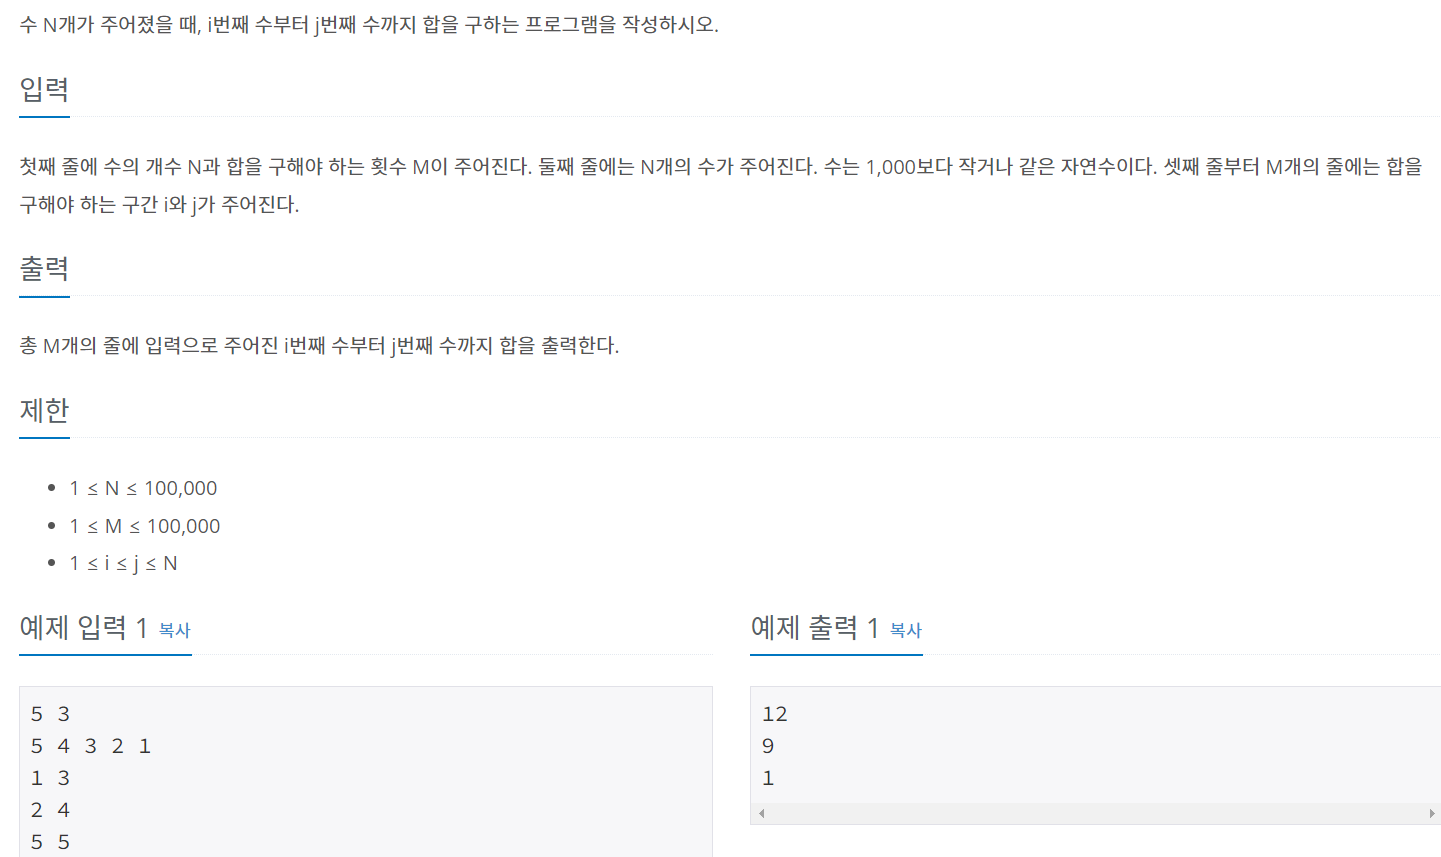 수 N개가 주어졌을 때, i번째 수부터 j번째 수까지 합을 구하는 프로그램을 작성하시오.
입력
첫째 줄에 수의 개수 N과 합을 구해야 하는 횟수 M이 주어진다. 둘째 줄에는 N개의 수가 주어진다. 수는 1,000보다 작거나 같은 자연수이다. 셋째 줄부터 M개의 줄에는 합을
구해야 하는 구간 i와 j가 주어진다.
출력
총 M개의 줄에 입력으로 주어진 i번째 수부터 j번째 수까지 합을 출력한다.
제한
• 1 ≤ N ≤ 100,000
• 1 ≤ M ≤ 100,000
• 1 ≤ i ≤ j ≤ N
예제 입력 1 복사
5 3
5 4 3 2 1
1 3
2 4
5 5
예제 출력 1 복사
12
9
1